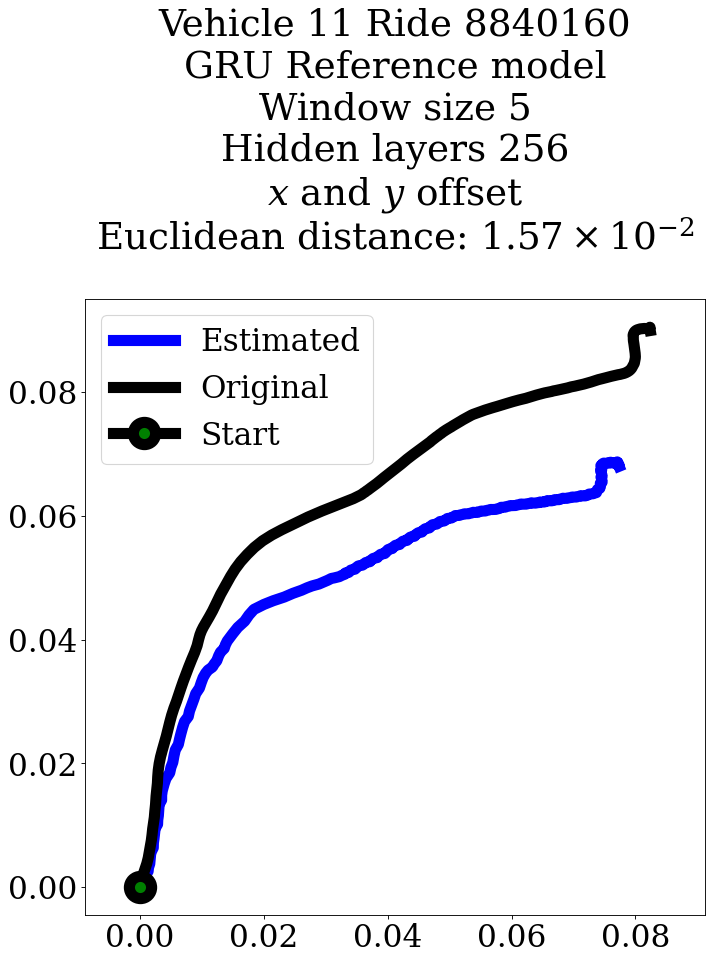 Vehicle 11 Ride 8840160
GRU Reference model
Window size 5
Hidden layers 256
x and y offset
Euclidean distance: 1.57 × 10⁻²
Estimated
Original
Start
0.08
0.06
0.04
0.02
0.00
0.00 0.02 0.04 0.06 0.08